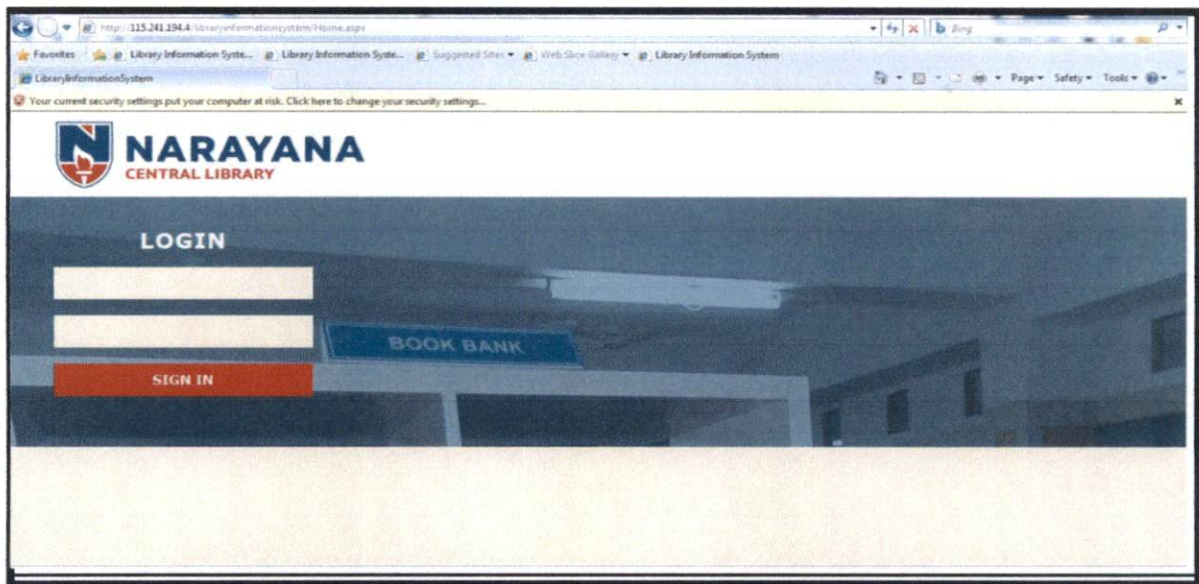 http://115.241.194.4/libraryinformationsystem/Home.aspx
Bing
Favorites Library Information Syste... Library Information Syste... Suggested Sites Web Slice Gallery Library Information System
LibraryInformationSystem
Page Safety Tools
Your current security settings put your computer at risk. Click here to change your security settings...
NARAYANA
CENTRAL LIBRARY
LOGIN
BOOK BANK
SIGN IN